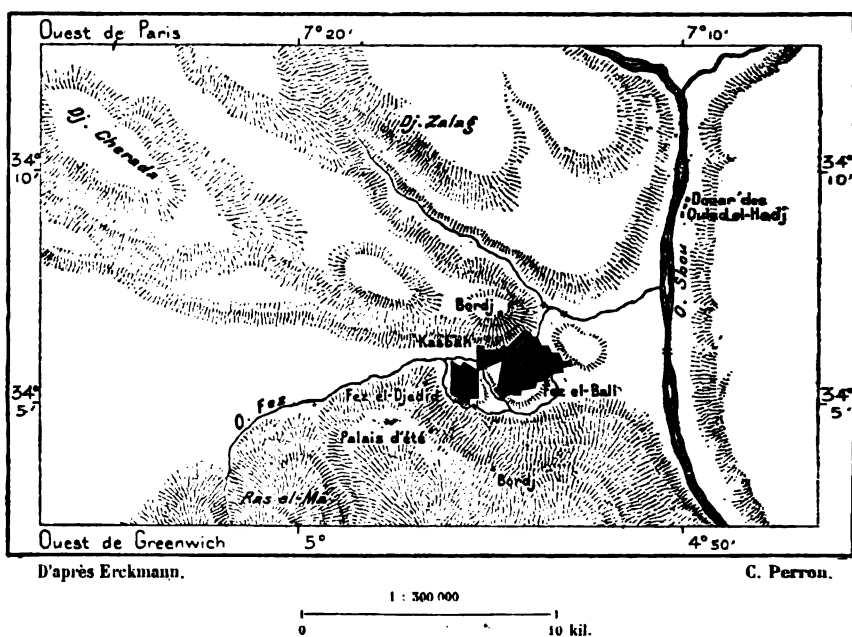 Ouest de Paris 7° 20' 7° 10'
Dj. Cherada
Dj. Zalag
34° 10' 34° 10'
Douar des
Ouled-el-Hadj
O. Sbou
Bordj
Kasbah
34° 5' 34° 5'
O. Fez
Fez el-Djedid
Fez el-Bali
Palais d'été
Bordj
Ras el-Ma
Ouest de Greenwich 5° 4° 50'
D'après Erckmann. C. Perron.
1 : 300 000
0 10 kil.